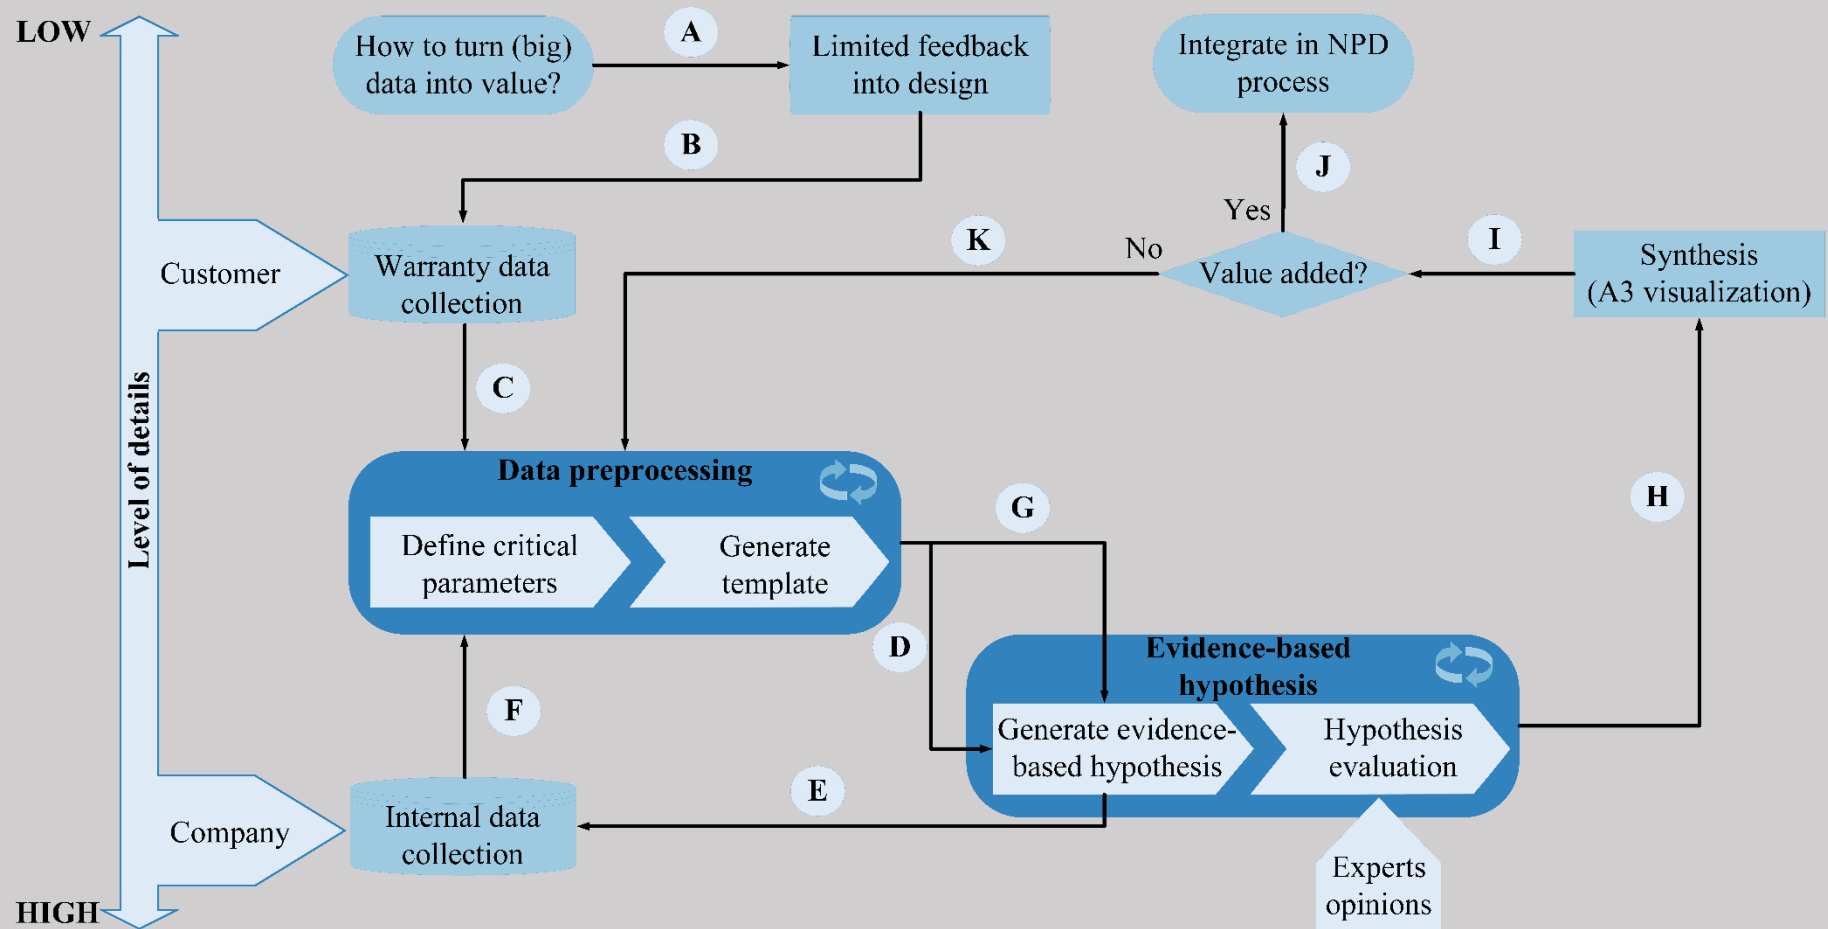 LOW
How to turn (big)
data into value?
A
Limited feedback
into design
Integrate in NPD
process
B
J
Yes
K
No
I
Customer
Warranty data
collection
Value added?
Synthesis
(A3 visualization)
Level of details
C
Data preprocessing
Define critical
parameters
Generate
template
G
H
D
Evidence-based
hypothesis
F
Generate evidence-
based hypothesis
Hypothesis
evaluation
E
Company
Internal data
collection
Experts
opinions
HIGH